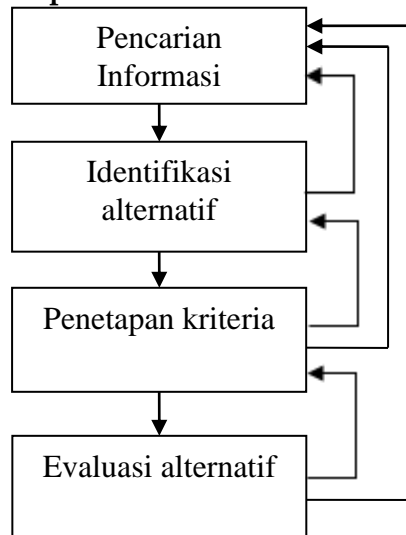 Pencarian
Informasi
Identifikasi
alternatif
Penetapan kriteria
Evaluasi alternatif